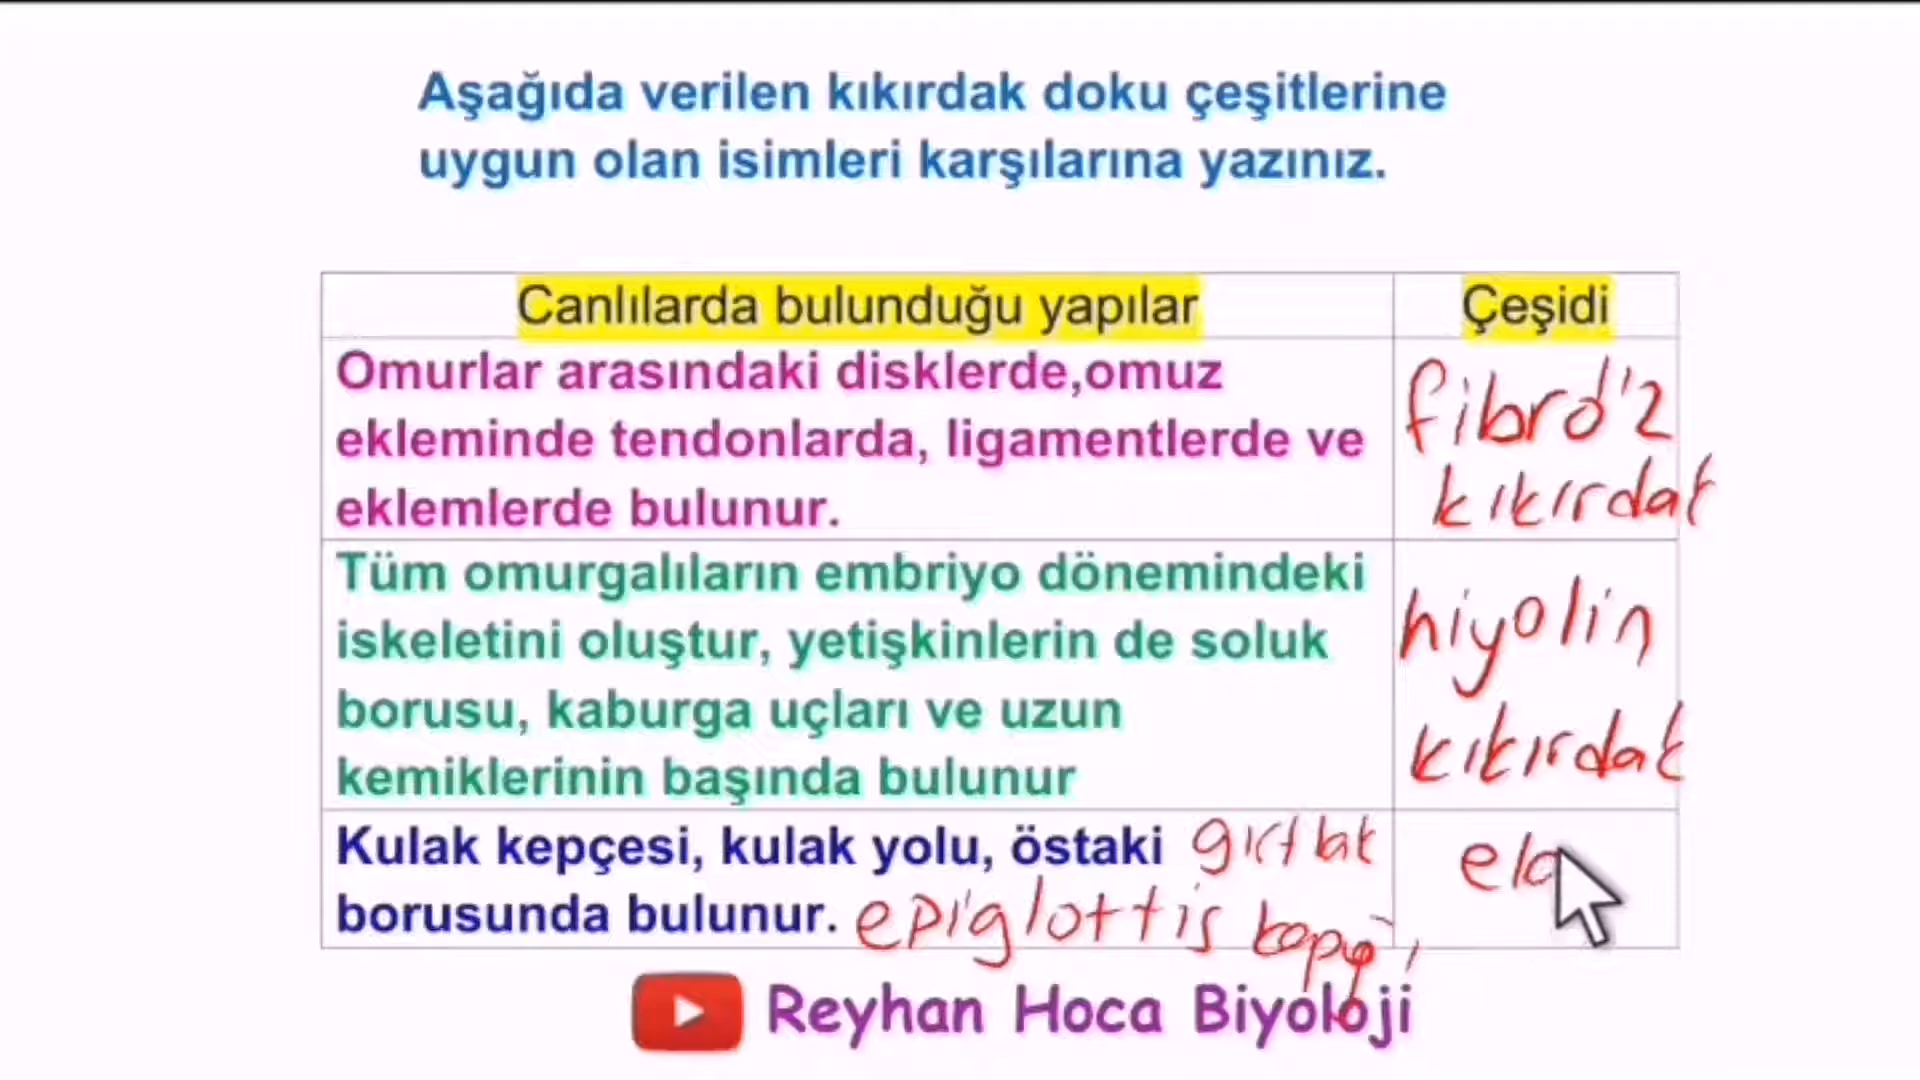 Aşağıda verilen kıkırdak doku çeşitlerine
uygun olan isimleri karşılarına yazınız.
Canlılarda bulunduğu yapılar
Çeşidi
Omurlar arasındaki disklerde,omuz
ekleminde tendonlarda, ligamentlerde ve
eklemlerde bulunur.
fibröz
kıkırdak
Tüm omurgalıların embriyo dönemindeki
iskeletini oluştur, yetişkinlerin de soluk
borusu, kaburga uçları ve uzun
kemiklerinin başında bulunur
hiyalin
kıkırdak
Kulak kepçesi, kulak yolu, östaki gırtlak
borusunda bulunur. epiglottis kapağı
ela
Reyhan Hoca Biyoloji